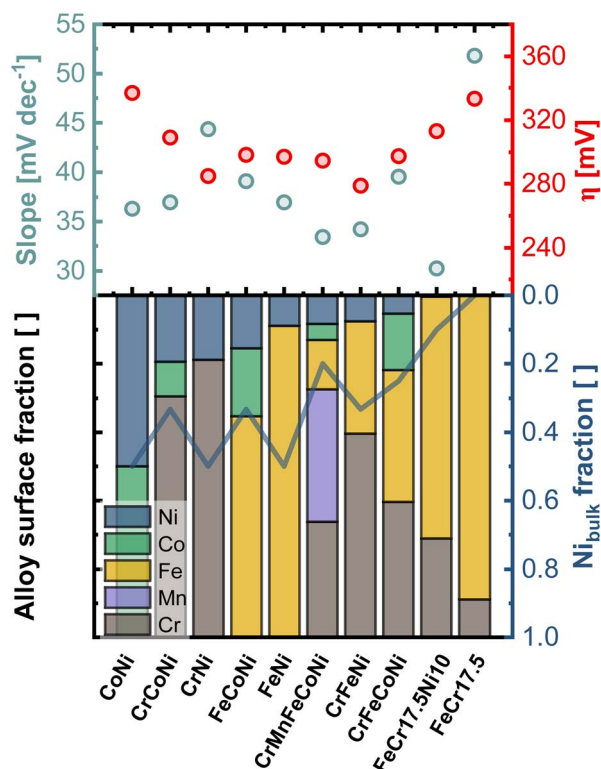 55
50
45
40
35
30
Slope [mV dec⁻¹]
360
320
280
240
η [mV]
Alloy surface fraction [ ]
0.0
0.2
0.4
0.6
0.8
1.0
Ni_bulk fraction [ ]
Ni
Co
Fe
Mn
Cr
CoNi
CrCoNi
CrNi
FeCoNi
FeNi
CrMnFeCoNi
CrFeNi
CrFeCoNi
FeCr17.5Ni10
FeCr17.5